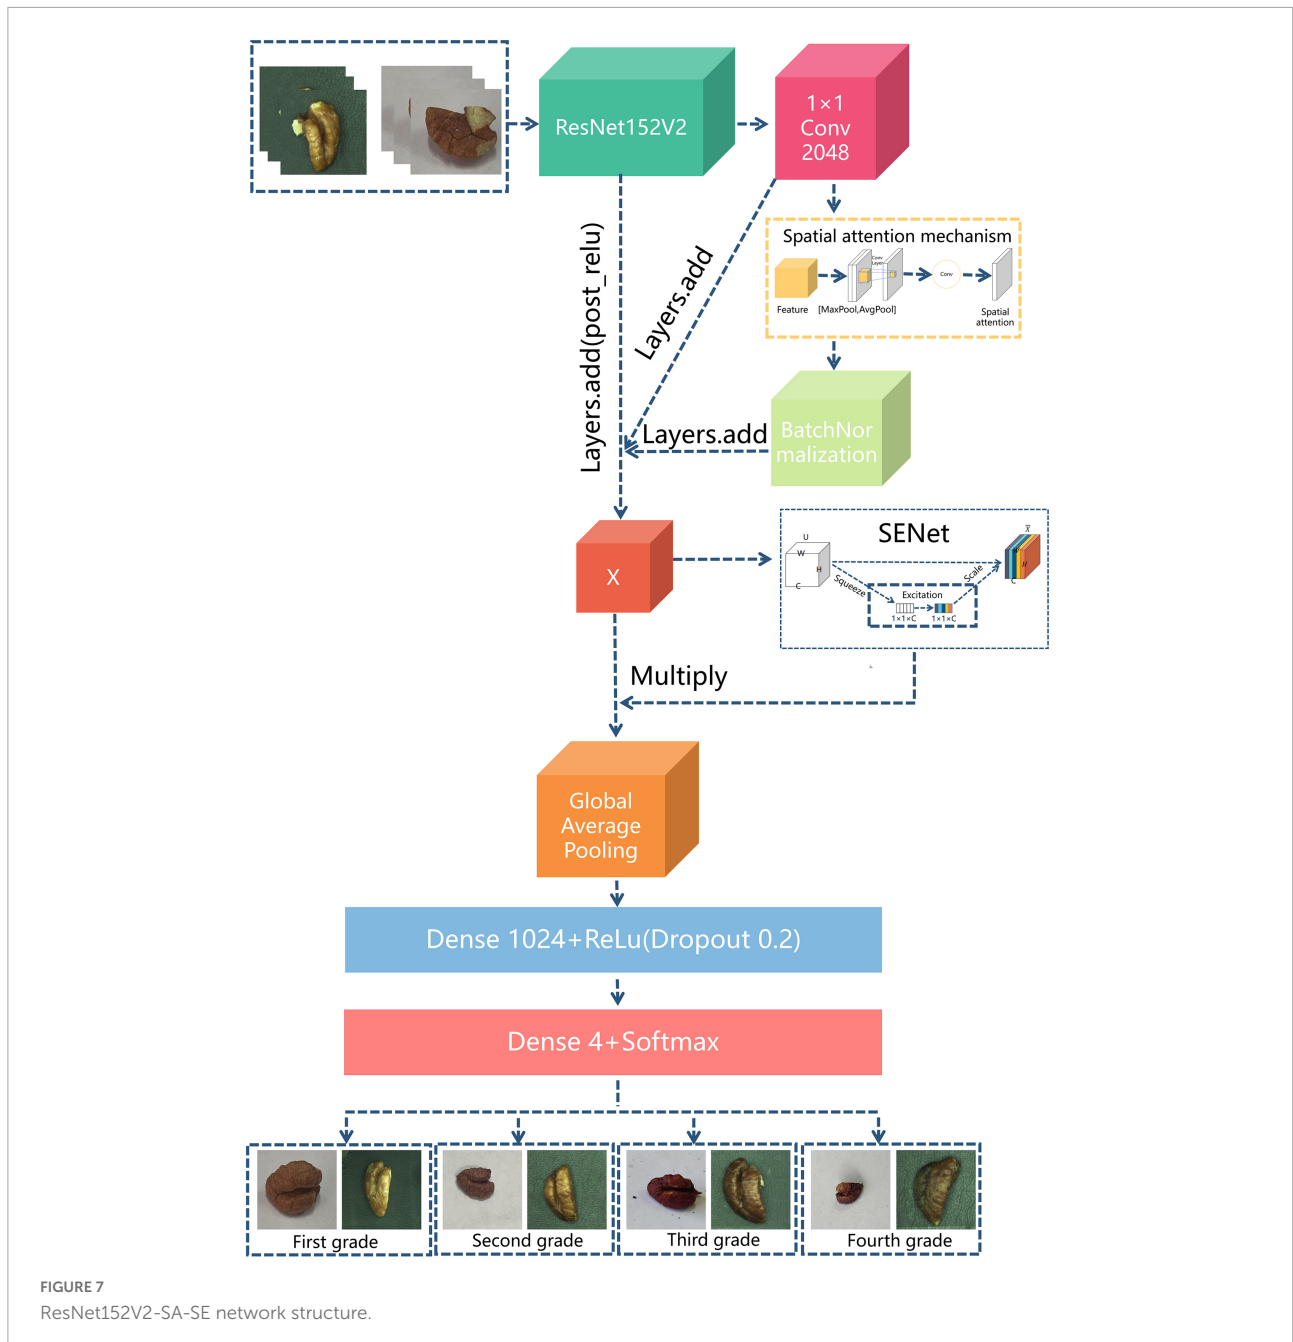 ResNet152V2
1×1
Conv
2048
Spatial attention mechanism
Conv
Layer
Conv
Feature
[MaxPool,AvgPool]
Spatial
attention
Layers.add(post_relu)
Layers.add
Layers.add
BatchNor
malization
X
SENet
U
W
H
C
X̃
W
H
C
Squeeze
Scale
Excitation
1×1×C
1×1×C
Multiply
Global
Average
Pooling
Dense 1024+ReLu(Dropout 0.2)
Dense 4+Softmax
First grade
Second grade
Third grade
Fourth grade
FIGURE 7
ResNet152V2-SA-SE network structure.